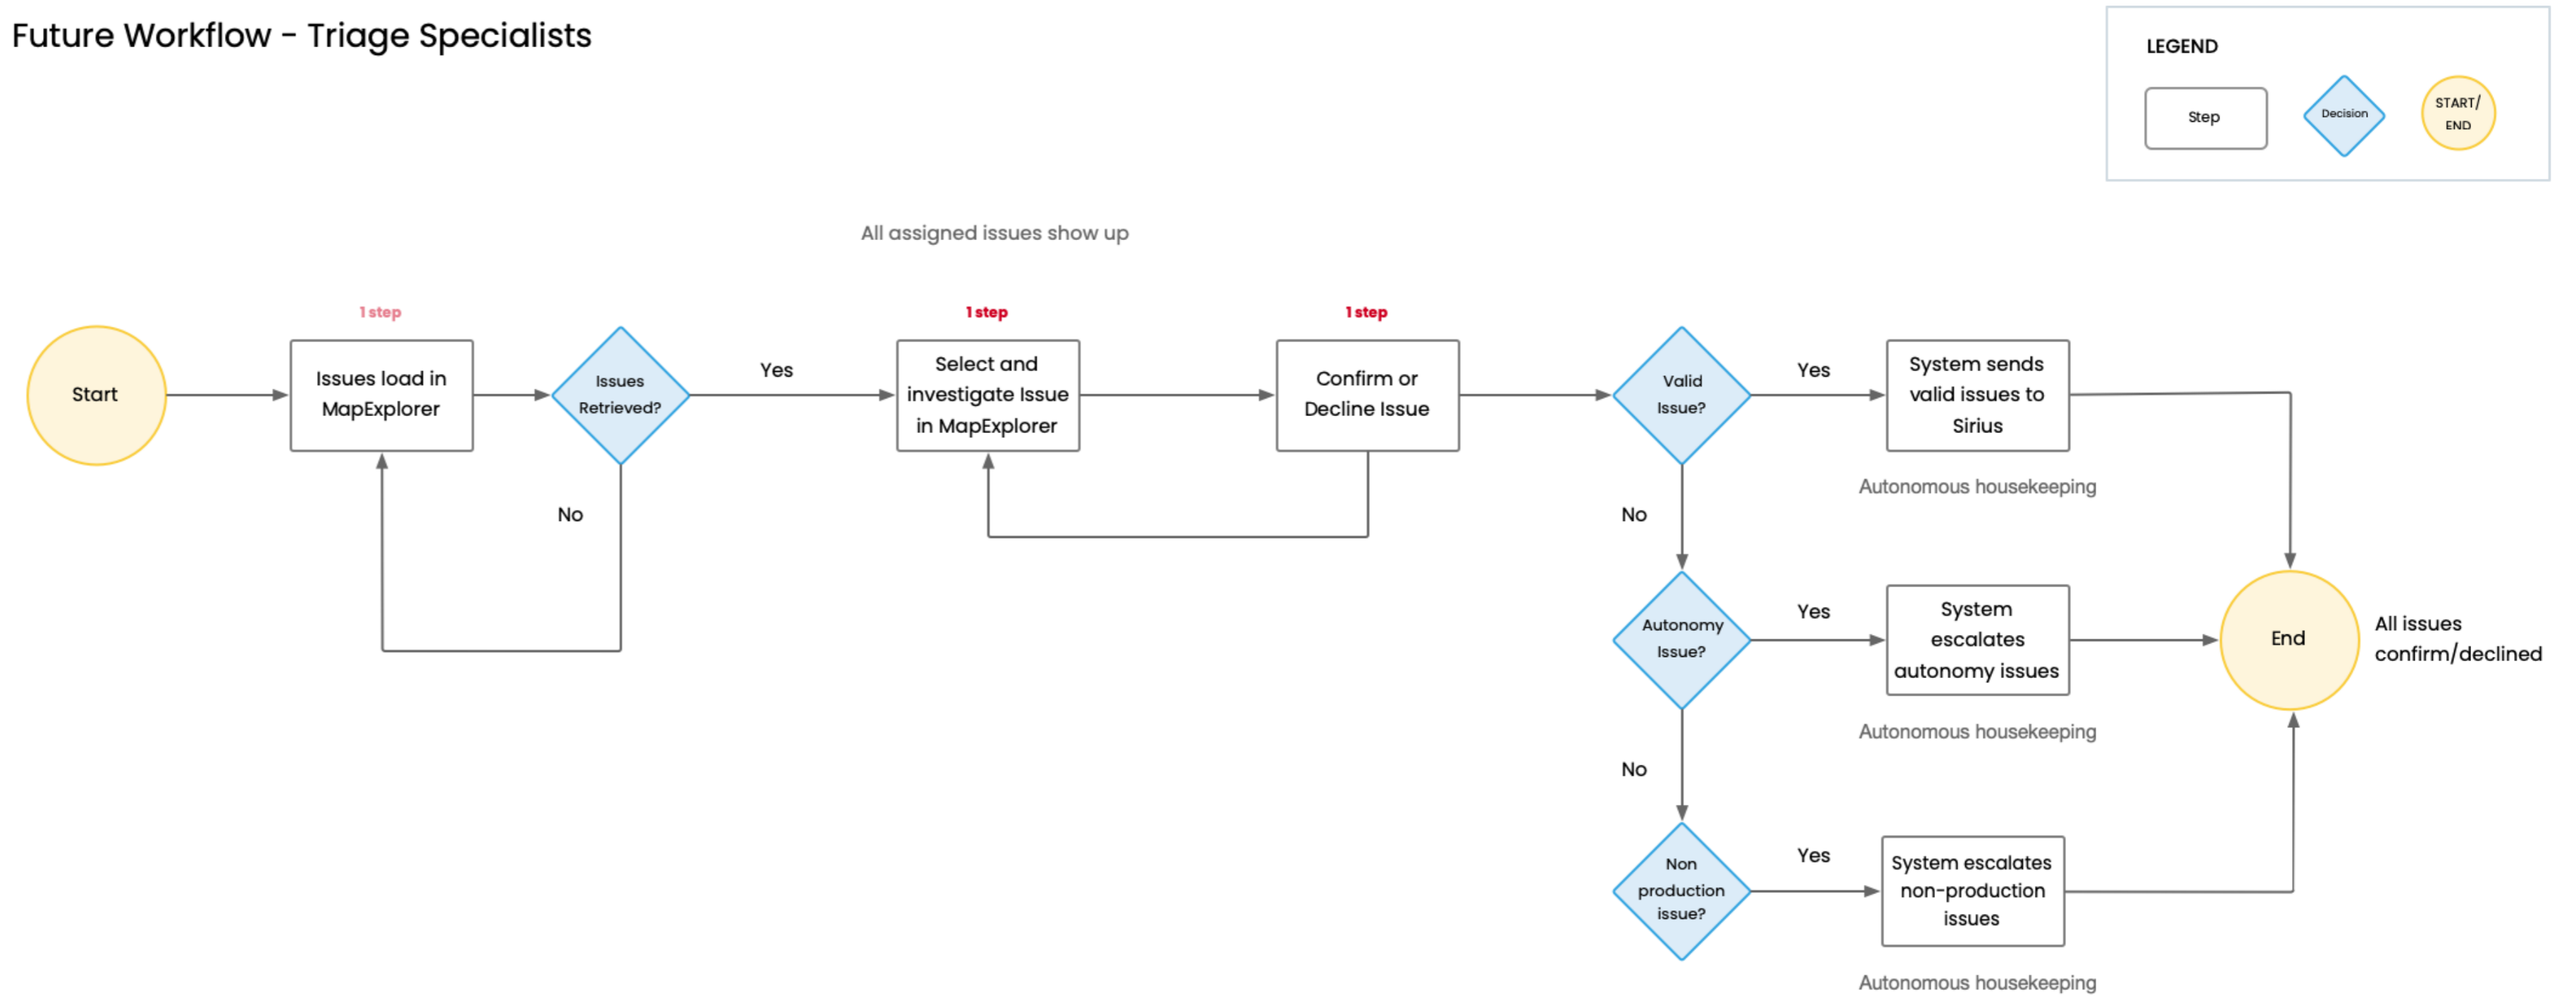 Future Workflow - Triage Specialists
LEGEND
Step
Decision
START/
END
All assigned issues show up
1 step
1 step
1 step
Start
Issues load in
MapExplorer
Issues
Retrieved?
Yes
No
Select and
investigate Issue
in MapExplorer
Confirm or
Decline Issue
Valid
Issue?
Yes
System sends
valid issues to
Sirius
Autonomous housekeeping
No
Autonomy
Issue?
Yes
System
escalates
autonomy issues
Autonomous housekeeping
End
All issues
confirm/declined
No
Non
production
issue?
Yes
System escalates
non-production
issues
Autonomous housekeeping